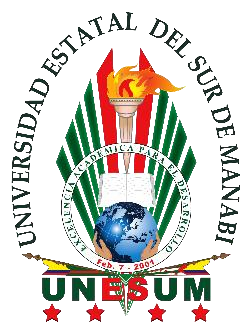 UNIVERSIDAD ESTATAL DEL SUR DE MANABI
EXCELENCIA ACADEMICA PARA EL DESARROLLO
Feb. 7 - 2001
UNESUM